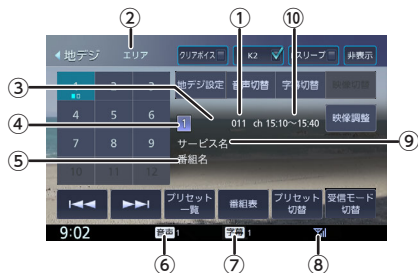 ② ① ⑩
地デジ エリア クリアボイス K2 スリープ 非表示
1 2 3 地デジ設定 音声切替 字幕切替 映像切替
③
④ 4 5 6 1 011 ch 15:10～15:40 映像調整
7 8 9 サービス名 ⑨
⑤ 10 11 12 番組名
プリセット一覧 番組表 プリセット切替 受信モード切替
9:02 音声 1 字幕 1
⑥ ⑦ ⑧